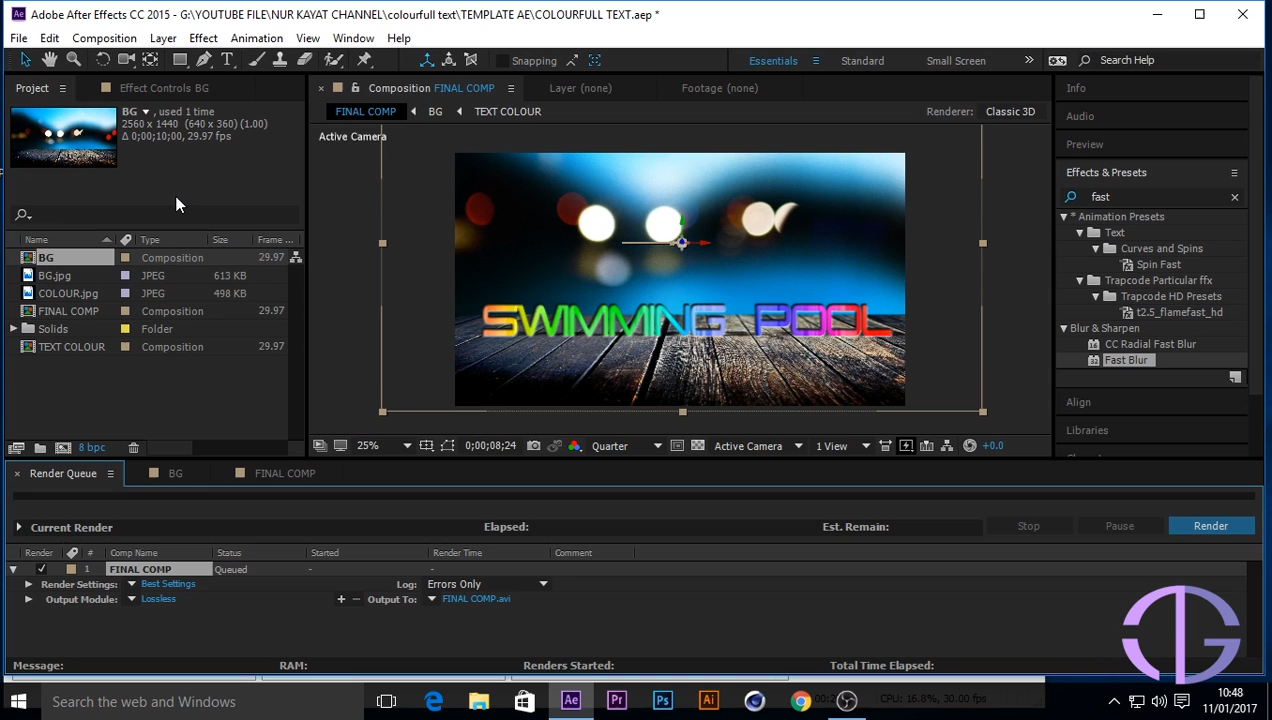 Adobe After Effects CC 2015 - G:\YOUTUBE FILE\NUR KAYAT CHANNEL\colourfull text\TEMPLATE AE\COLOURFULL TEXT.aep *
File Edit Composition Layer Effect Animation View Window Help
Snapping Essentials Standard Small Screen Search Help
Project Effect Controls BG Composition FINAL COMP Layer (none) Footage (none) Info
BG , used 1 time
2560 x 1440 (640 x 360) (1.00)
Δ 0;00;10;00, 29.97 fps
FINAL COMP BG TEXT COLOUR Renderer: Classic 3D
Active Camera
Audio
Preview
Effects & Presets
fast
* Animation Presets
Text
Curves and Spins
Spin Fast
Trapcode Particular ffx
Trapcode HD Presets
t2.5_flamefast_hd
Blur & Sharpen
CC Radial Fast Blur
Fast Blur
Align
Libraries
Name Type Size Frame ...
BG Composition 29.97
BG.jpg JPEG 613 KB
COLOUR.jpg JPEG 498 KB
FINAL COMP Composition 29.97
Solids Folder
TEXT COLOUR Composition 29.97
SWIMMING POOL
8 bpc
25% 0;00;08;24 Quarter Active Camera 1 View +0.0
Render Queue BG FINAL COMP
Current Render Elapsed: Est. Remain: Stop Pause Render
Render # Comp Name Status Started Render Time Comment
1 FINAL COMP Queued - -
Render Settings: Best Settings Log: Errors Only
Output Module: Lossless Output To: FINAL COMP.avi
Message: RAM: Renders Started: Total Time Elapsed:
Search the web and Windows
CPU: 16.8%, 30.00 fps
10:48
11/01/2017